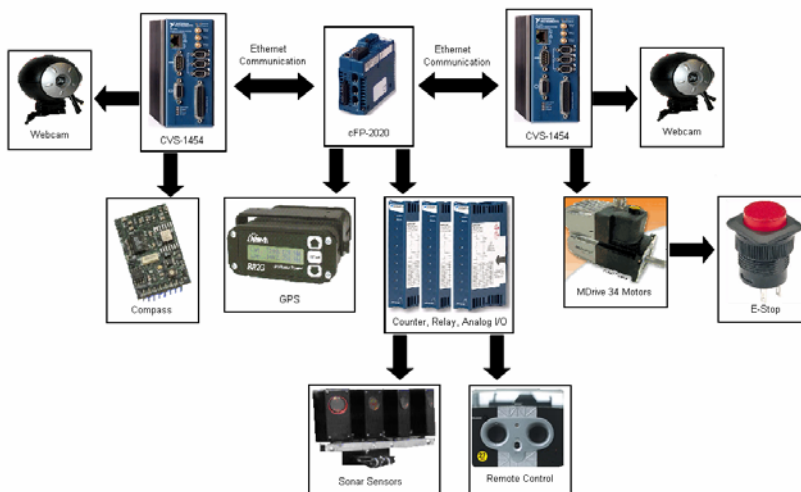 Ethernet
Communication
Ethernet
Communication
Webcam
CVS-1454
cFP-2020
CVS-1454
Webcam
Compass
GPS
Counter, Relay, Analog I/O
MDrive 34 Motors
E-Stop
Sonar Sensors
Remote Control